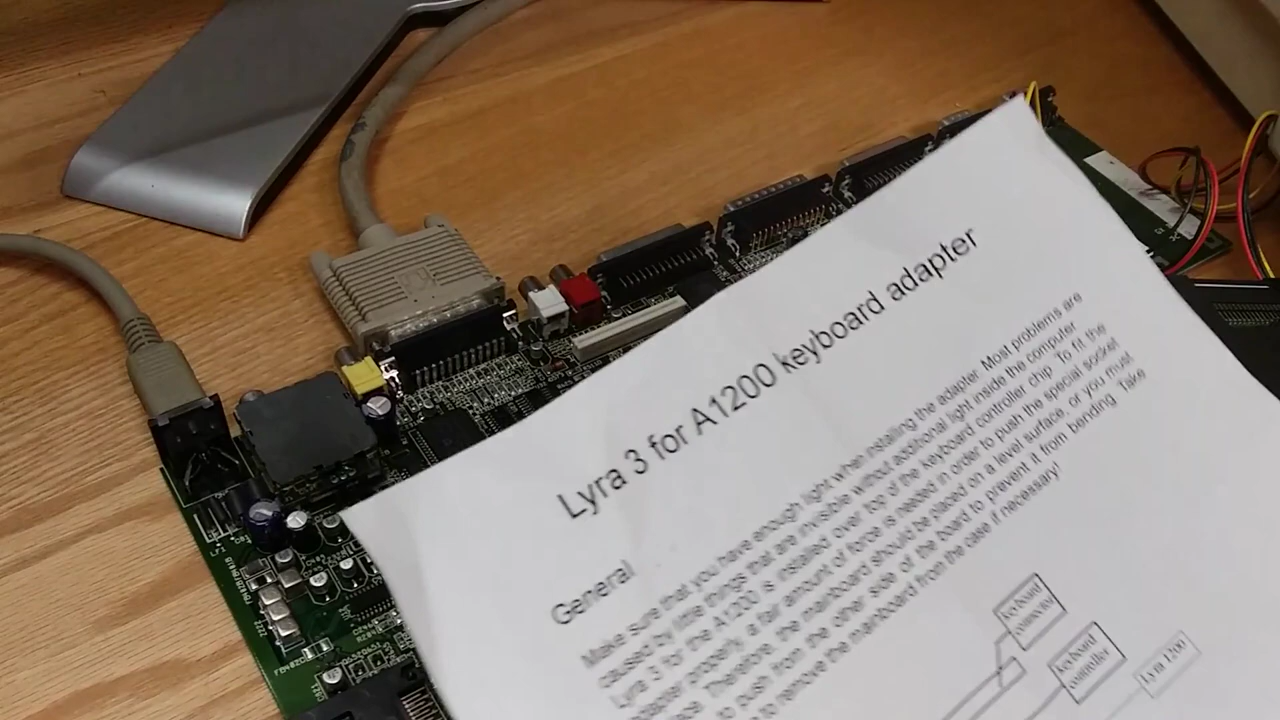 Lyra 3 for A1200 keyboard adapter
General
Make sure that you have enough light when installing the adapter. Most problems are
caused by little things that are invisible without additional light inside the computer
Lyra 3 for the A1200 is installed over top of the keyboard controller chip. To fit the
adapter properly, a fair amount of force is needed in order to push the special socket
Therefore, the mainboard should be placed on a level surface, or you must
to push from the other side of the board to prevent it from bending. Take
to remove the mainboard from the case if necessary!
keyboard
connector
keyboard
controller
Lyra 1200